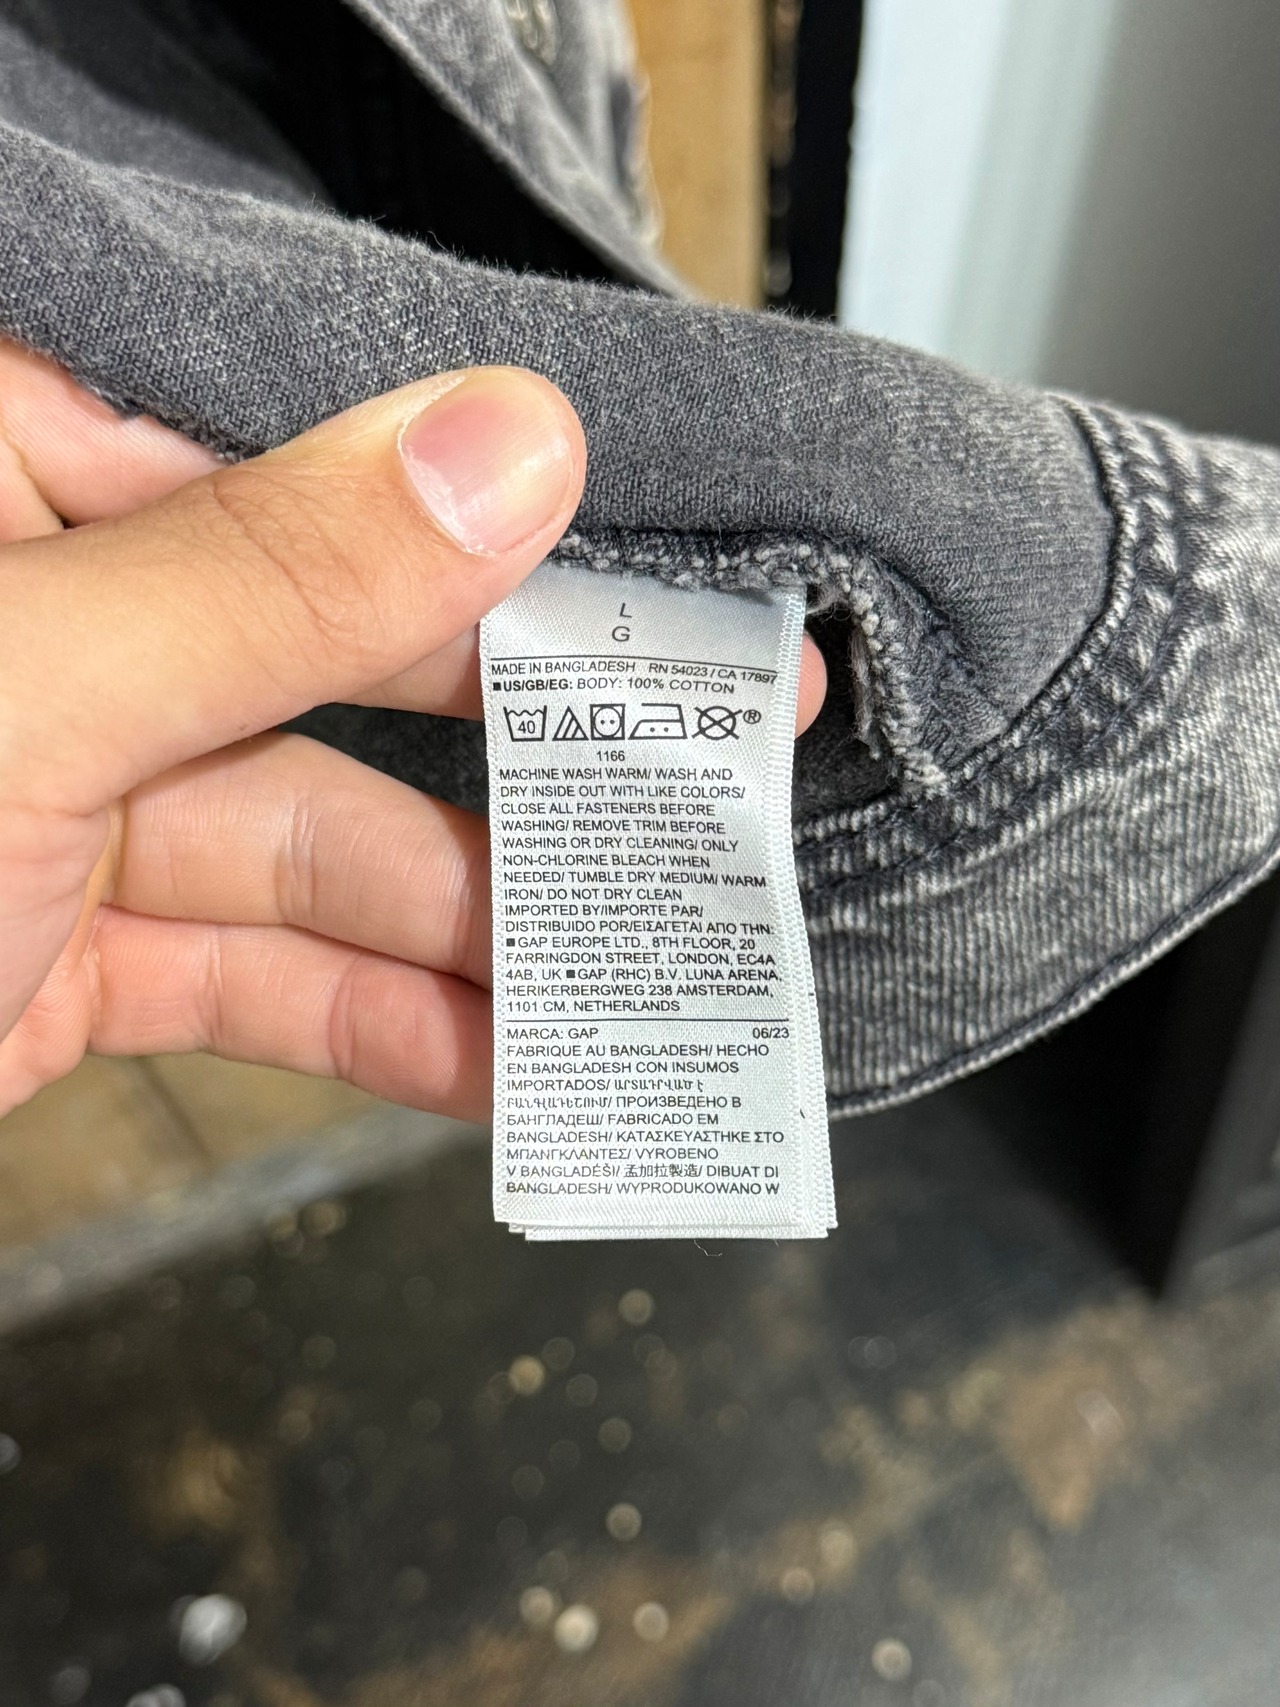 L
G
MADE IN BANGLADESH RN 54023 / CA 17897
■US/GB/EG: BODY: 100% COTTON
40 ®
1166
MACHINE WASH WARM/ WASH AND
DRY INSIDE OUT WITH LIKE COLORS/
CLOSE ALL FASTENERS BEFORE
WASHING/ REMOVE TRIM BEFORE
WASHING OR DRY CLEANING/ ONLY
NON-CHLORINE BLEACH WHEN
NEEDED/ TUMBLE DRY MEDIUM/ WARM
IRON/ DO NOT DRY CLEAN
IMPORTED BY/IMPORTE PAR/
DISTRIBUIDO POR/ΕΙΣΑΓΕΤΑΙ ΑΠΟ ΤΗΝ:
■ GAP EUROPE LTD., 8TH FLOOR, 20
FARRINGDON STREET, LONDON, EC4A
4AB, UK ■GAP (RHC) B.V. LUNA ARENA,
HERIKERBERGWEG 238 AMSTERDAM,
1101 CM, NETHERLANDS
MARCA: GAP 06/23
FABRIQUE AU BANGLADESH/ HECHO
EN BANGLADESH CON INSUMOS
IMPORTADOS/ ԱՐՏԱԴՐՎԱԾ է
ԲԱՆԳԼԱԴԵՇՈՒՄ/ ПРОИЗВЕДЕНО В
БАНГЛАДЕШ/ FABRICADO EM
BANGLADESH/ ΚΑΤΑΣΚΕΥΑΣΤΗΚΕ ΣΤΟ
ΜΠΑΝΓΚΛΑΝΤΕΣ/ VYROBENO
V BANGLADÉŠI/ 孟加拉製造/ DIBUAT DI
BANGLADESH/ WYPRODUKOWANO W